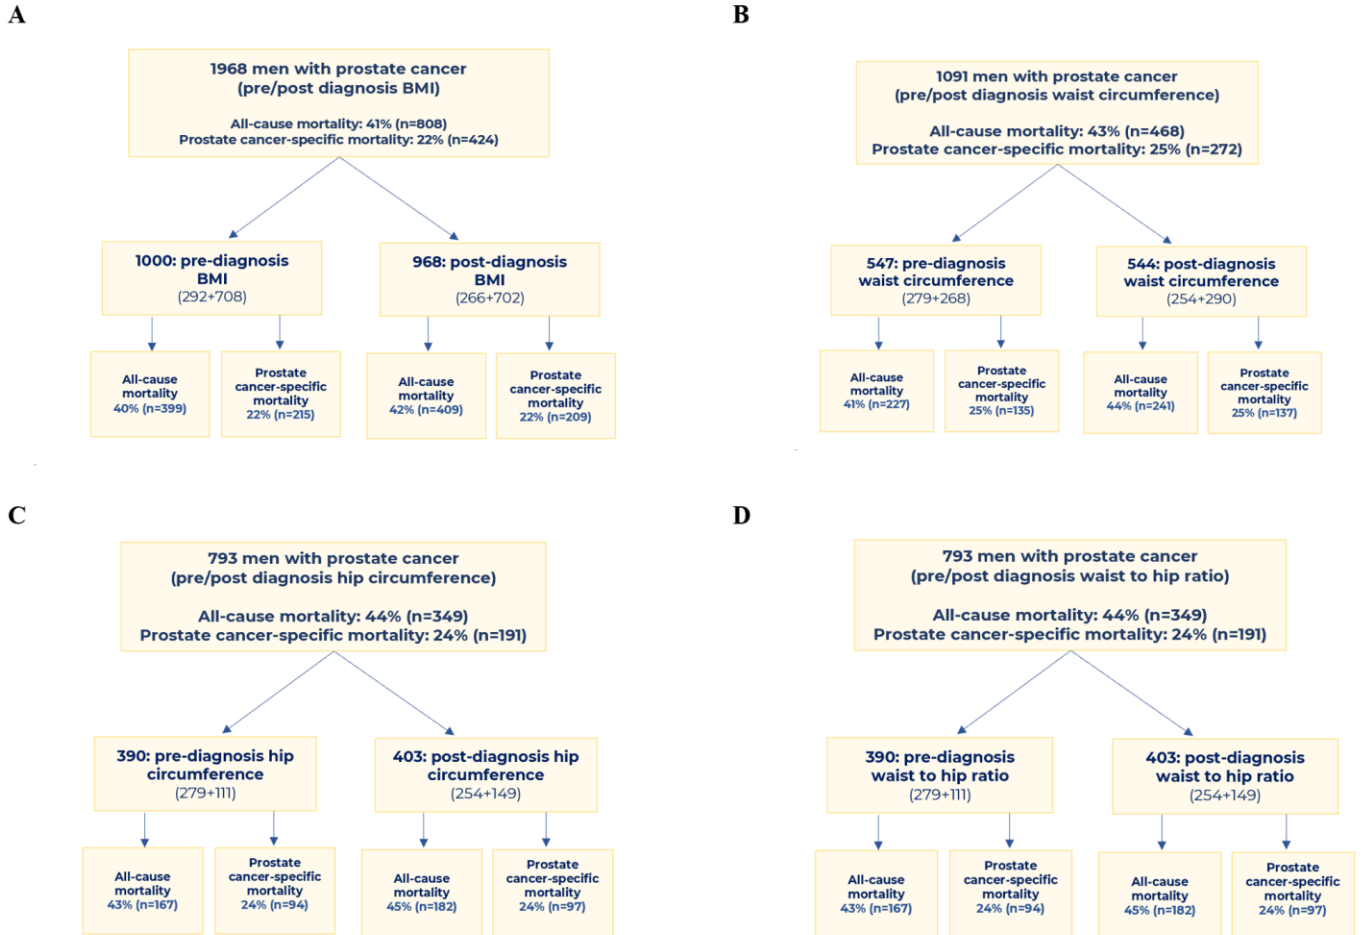 A
1968 men with prostate cancer
(pre/post diagnosis BMI)
All-cause mortality: 41% (n=808)
Prostate cancer-specific mortality: 22% (n=424)
1000: pre-diagnosis
BMI
(292+708)
968: post-diagnosis
BMI
(266+702)
All-cause
mortality
40% (n=399)
Prostate
cancer-specific
mortality
22% (n=215)
All-cause
mortality
42% (n=409)
Prostate
cancer-specific
mortality
22% (n=209)
B
1091 men with prostate cancer
(pre/post diagnosis waist circumference)
All-cause mortality: 43% (n=468)
Prostate cancer-specific mortality: 25% (n=272)
547: pre-diagnosis
waist circumference
(279+268)
544: post-diagnosis
waist circumference
(254+290)
All-cause
mortality
41% (n=227)
Prostate
cancer-specific
mortality
25% (n=135)
All-cause
mortality
44% (n=241)
Prostate
cancer-specific
mortality
25% (n=137)
C
793 men with prostate cancer
(pre/post diagnosis hip circumference)
All-cause mortality: 44% (n=349)
Prostate cancer-specific mortality: 24% (n=191)
390: pre-diagnosis hip
circumference
(279+111)
403: post-diagnosis hip
circumference
(254+149)
All-cause
mortality
43% (n=167)
Prostate
cancer-specific
mortality
24% (n=94)
All-cause
mortality
45% (n=182)
Prostate
cancer-specific
mortality
24% (n=97)
D
793 men with prostate cancer
(pre/post diagnosis waist to hip ratio)
All-cause mortality: 44% (n=349)
Prostate cancer-specific mortality: 24% (n=191)
390: pre-diagnosis
waist to hip ratio
(279+111)
403: post-diagnosis
waist to hip ratio
(254+149)
All-cause
mortality
43% (n=167)
Prostate
cancer-specific
mortality
24% (n=94)
All-cause
mortality
45% (n=182)
Prostate
cancer-specific
mortality
24% (n=97)